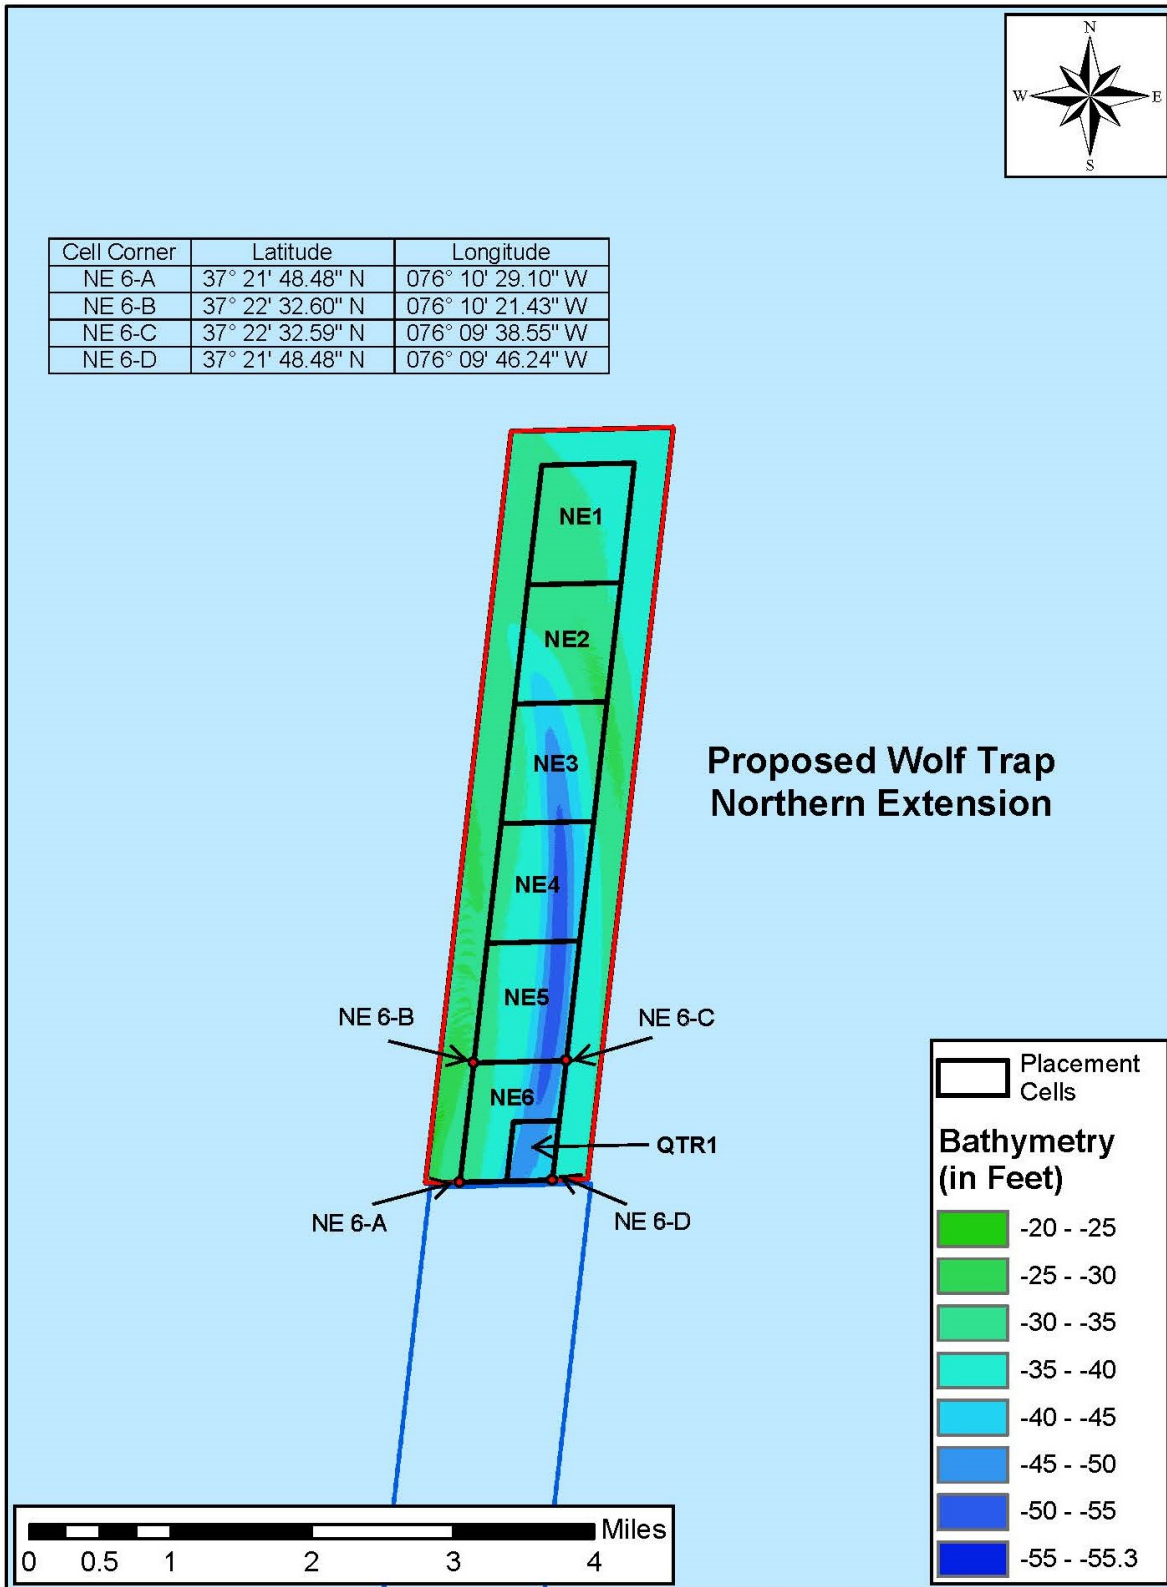 N
W E
S
Cell Corner Latitude Longitude
NE 6-A 37° 21' 48.48" N 076° 10' 29.10" W
NE 6-B 37° 22' 32.60" N 076° 10' 21.43" W
NE 6-C 37° 22' 32.59" N 076° 09' 38.55" W
NE 6-D 37° 21' 48.48" N 076° 09' 46.24" W
NE1
NE2
NE3
NE4
NE5
NE6
Proposed Wolf Trap
Northern Extension
NE 6-B
NE 6-C
QTR1
NE 6-A
NE 6-D
Placement
Cells
Bathymetry
(in Feet)
-20 - -25
-25 - -30
-30 - -35
-35 - -40
-40 - -45
-45 - -50
-50 - -55
-55 - -55.3
Miles
0 0.5 1 2 3 4